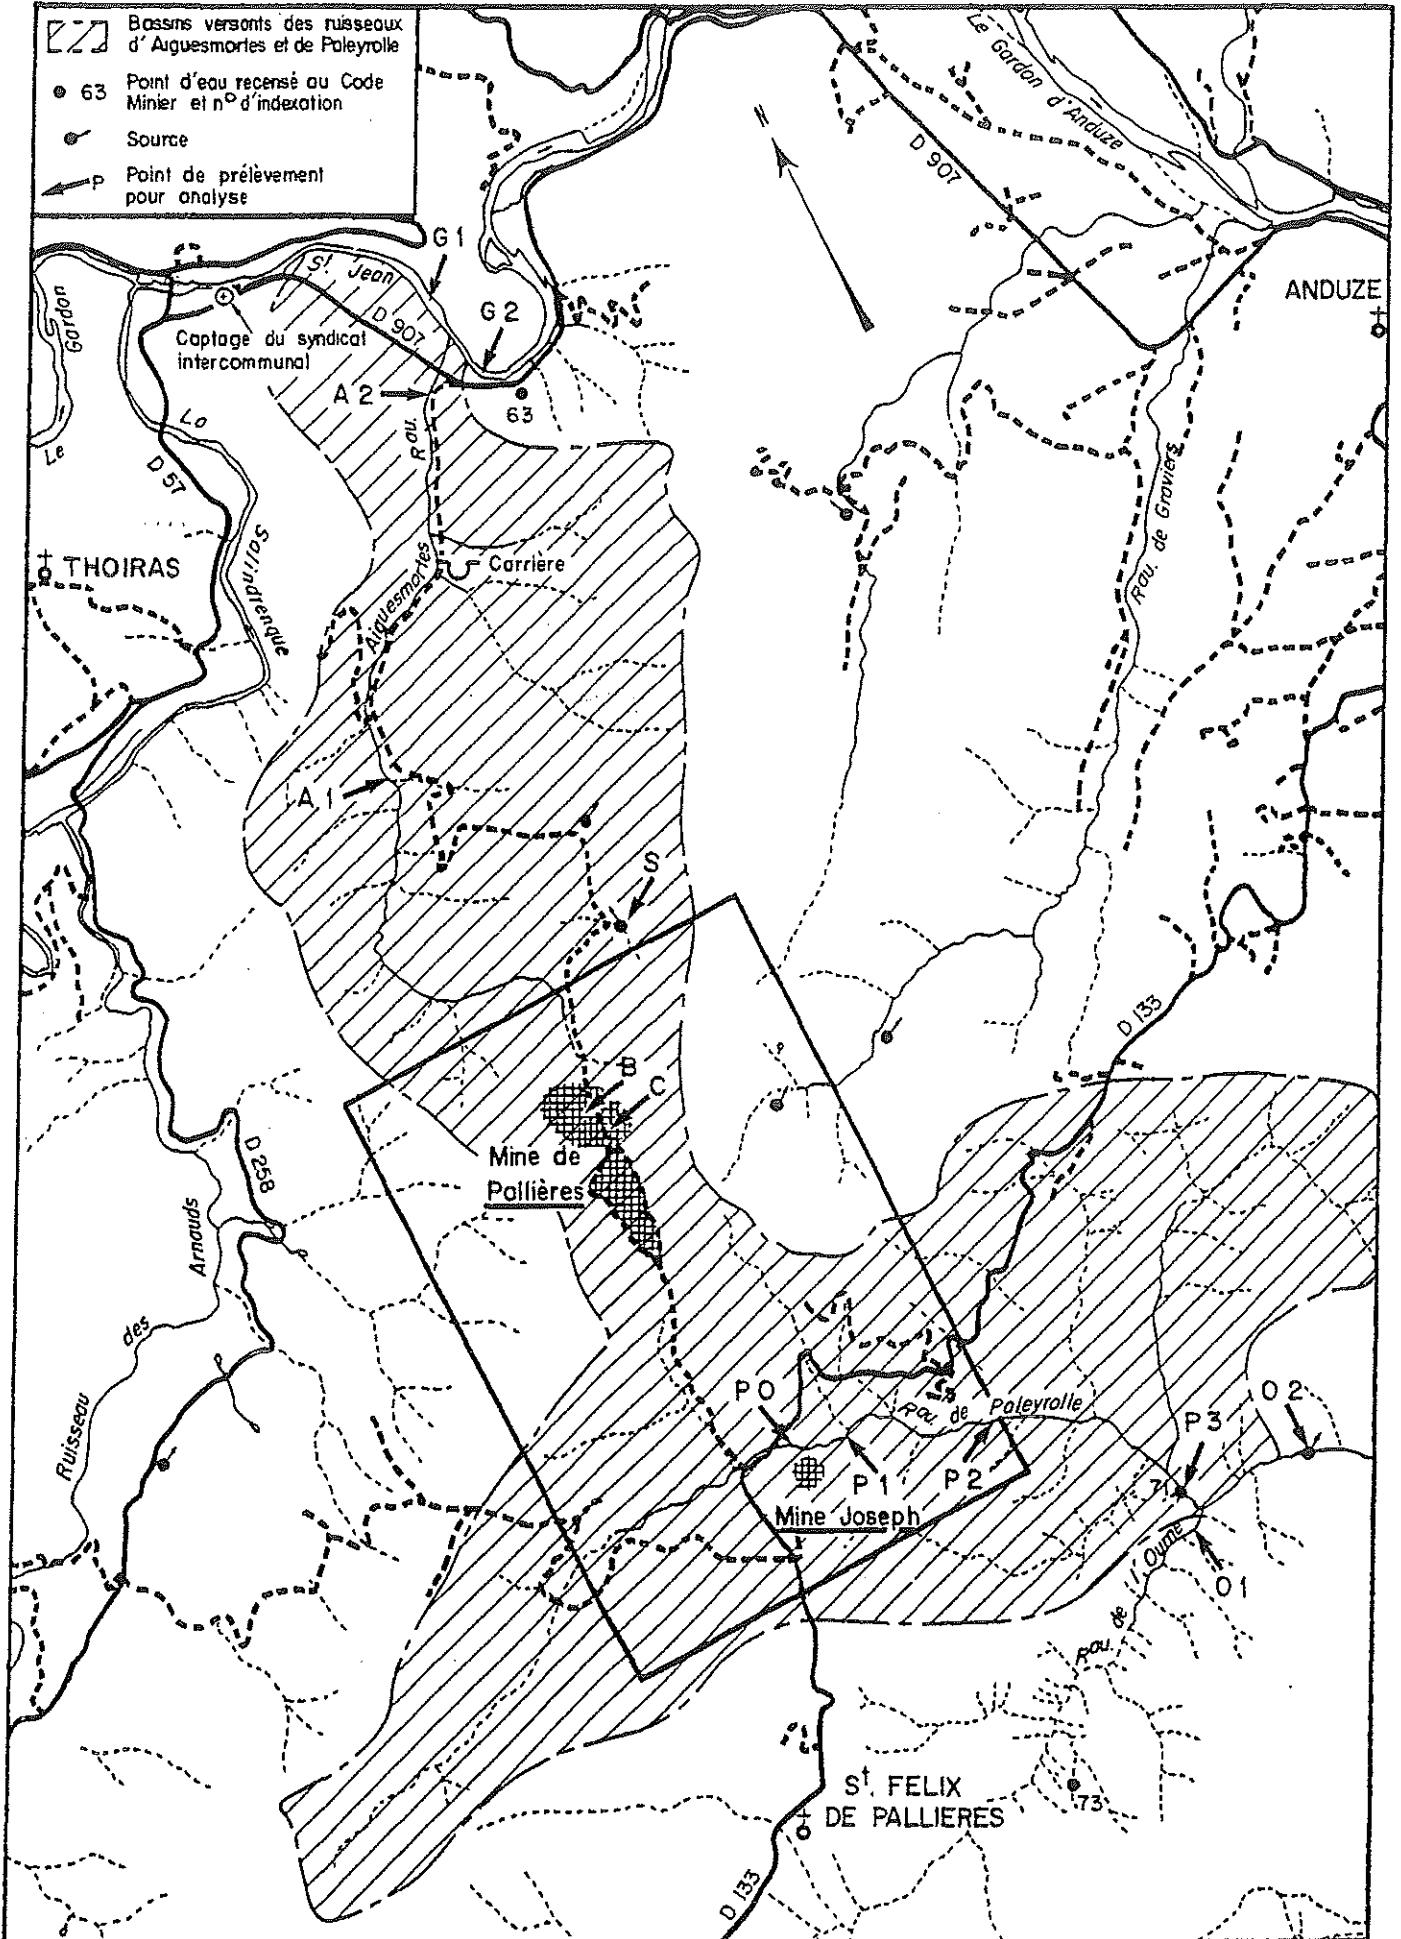 Bassins versants des ruisseaux
d'Aiguesmortes et de Paleyrolle
63
Point d'eau recensé au Code
Minier et n° d'indexation
Source
P
Point de prélèvement
pour analyse
Le Gardon d'Anduze
D 907
N
ANDUZE
G 1
St Jean
G 2
D 907
Captage du syndicat
intercommunal
Gardon
Le
A 2
63
Rau.
La
Salindrenque
D 57
THOIRAS
Carrière
Aiguesmortes
Rau. de Graviers
A 1
S
D 133
B
C
Mine de
Pallières
D 258
Arnauds
des
Ruisseau
P 0
Rau. de Paleyrolle
P 1
P 2
P 3
O 2
71
Mine Joseph
Rau. de l'Ourne
O 1
St. FELIX
DE PALLIERES
73
D 133